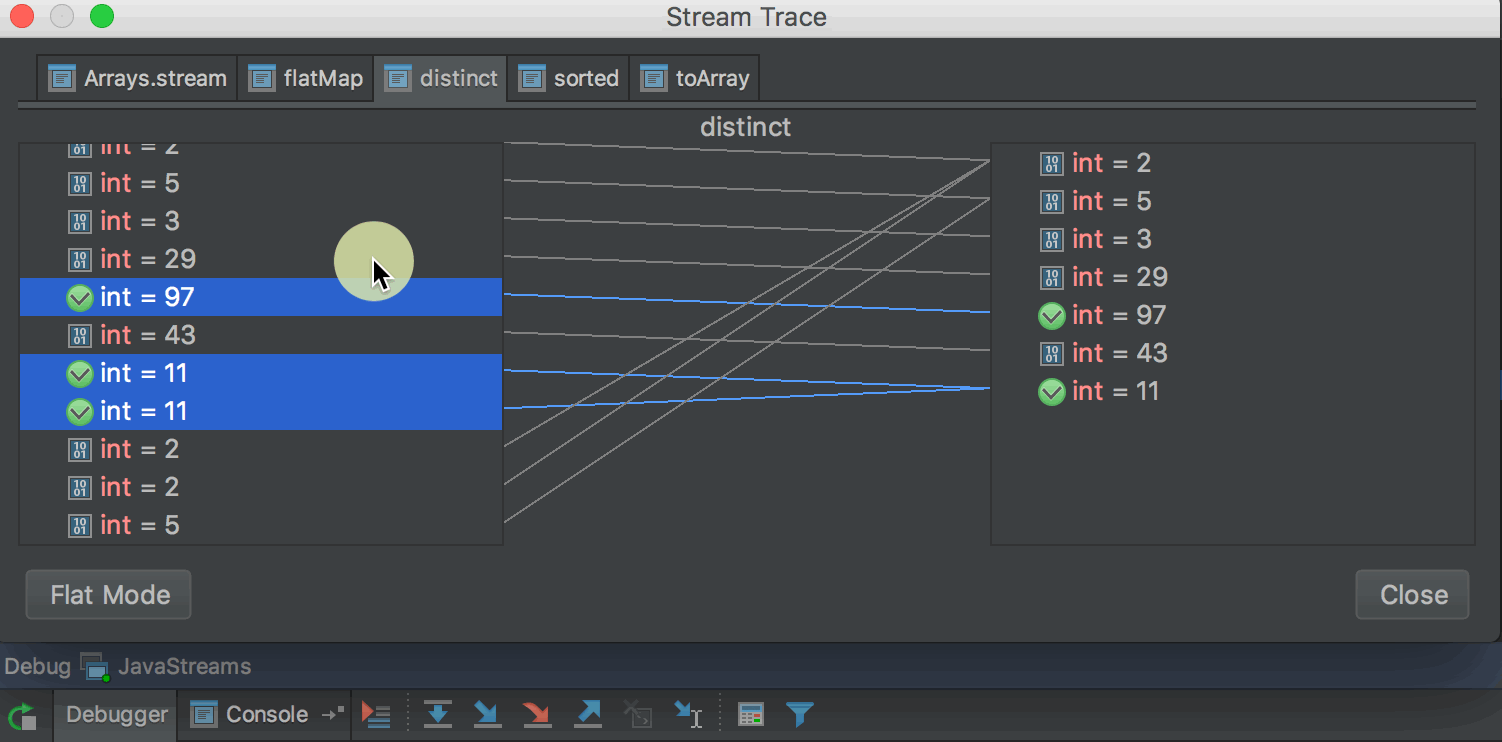 Stream Trace
Arrays.stream flatMap distinct sorted toArray
distinct
int = 2
int = 5
int = 3
int = 29
int = 97
int = 43
int = 11
int = 11
int = 2
int = 2
int = 5
int = 2
int = 5
int = 3
int = 29
int = 97
int = 43
int = 11
Flat Mode
Close
Debug JavaStreams
Debugger Console